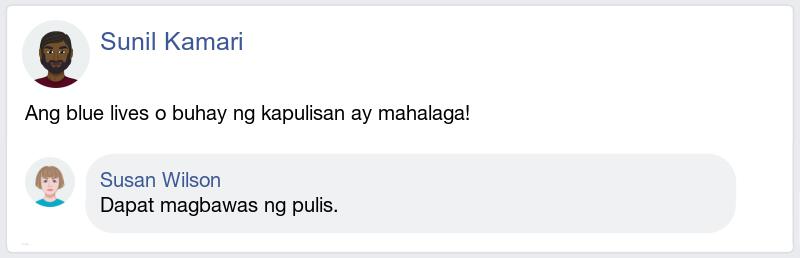 Sunil Kamari
Ang blue lives o buhay ng kapulisan ay mahalaga!
Susan Wilson
Dapat magbawas ng pulis.